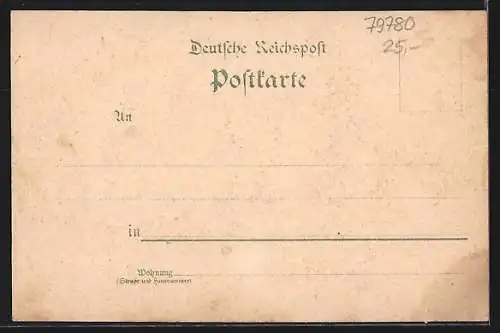 79780
25,-
Deutsche Reichspost
Postkarte
An
in
Wohnung
(Straße und Hausnummer)